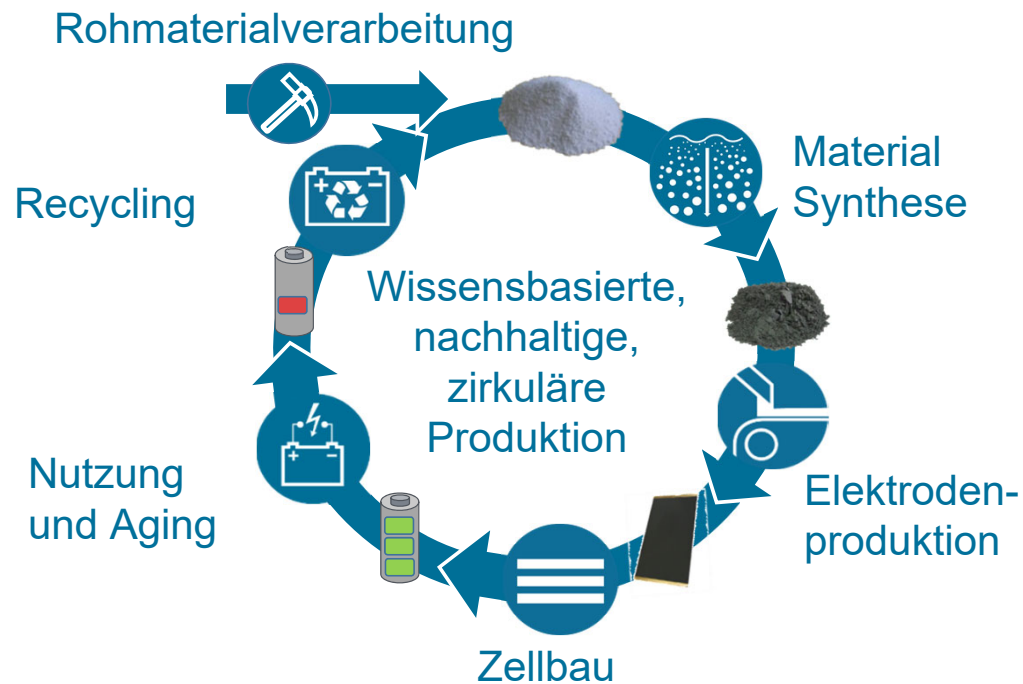 Rohmaterialverarbeitung
Material
Synthese
Recycling
Wissensbasierte,
nachhaltige,
zirkuläre
Produktion
Nutzung
und Aging
Elektroden-
produktion
Zellbau